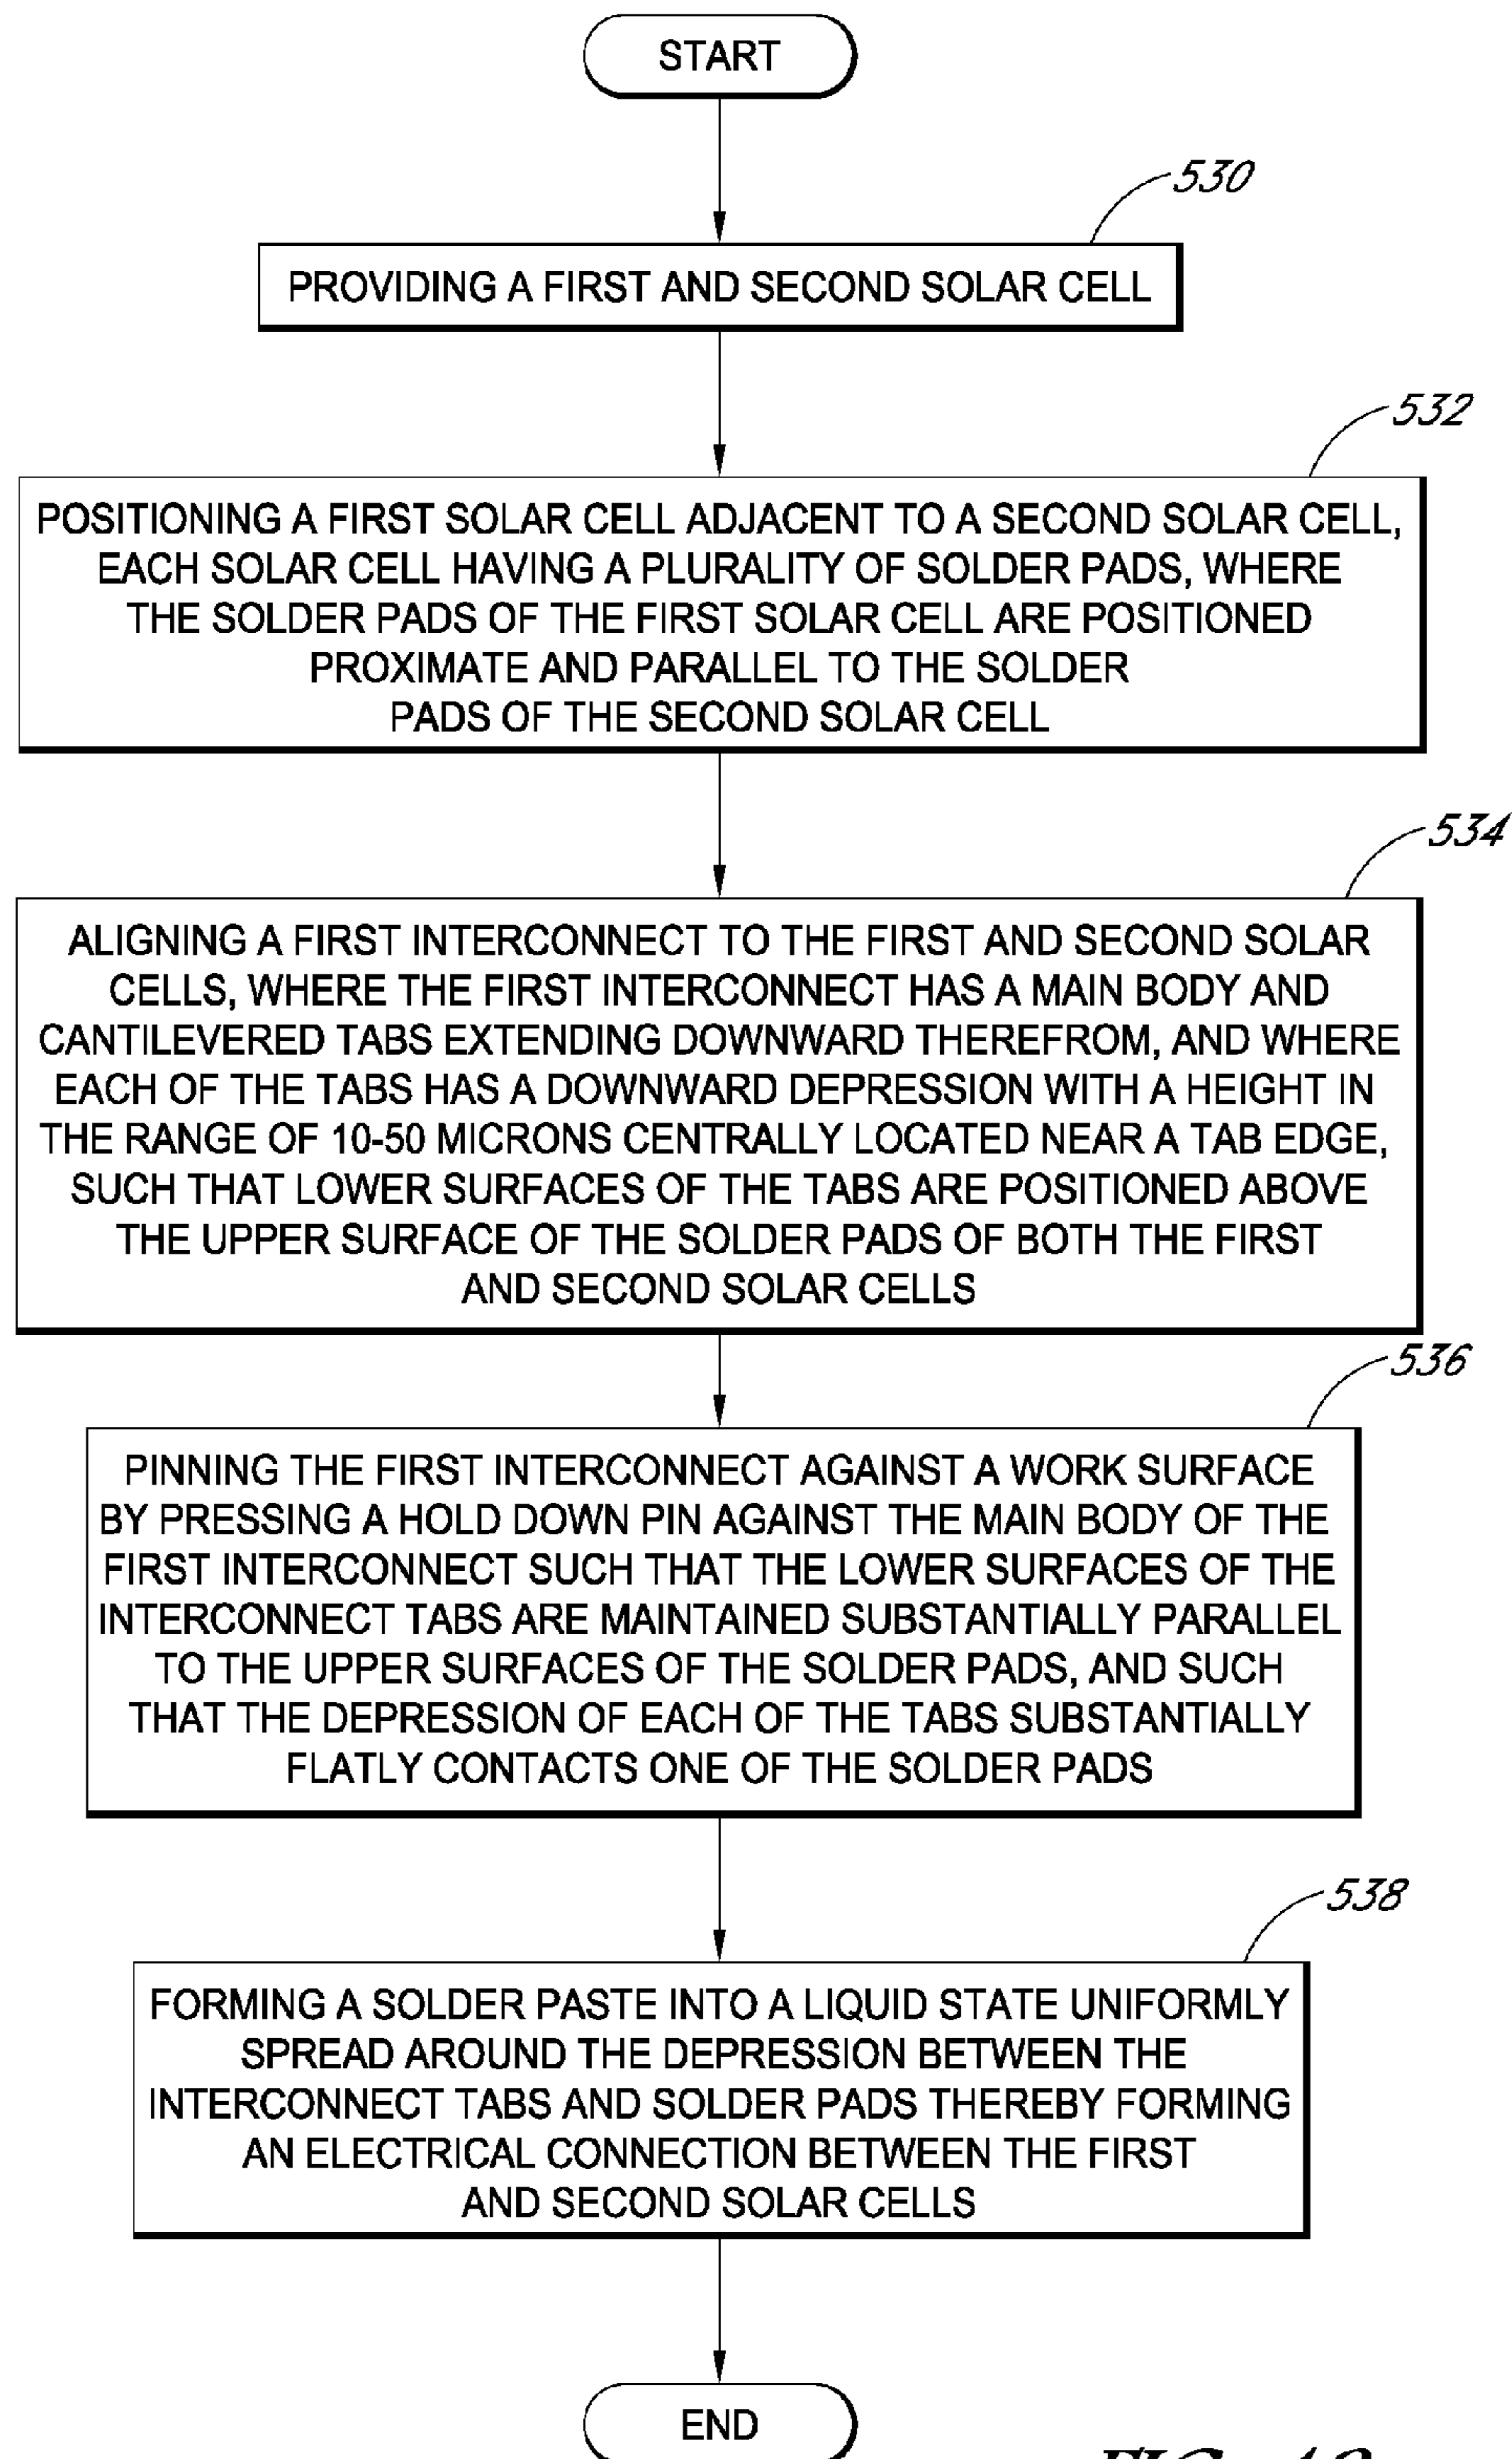 START
530
PROVIDING A FIRST AND SECOND SOLAR CELL
532
POSITIONING A FIRST SOLAR CELL ADJACENT TO A SECOND SOLAR CELL,
EACH SOLAR CELL HAVING A PLURALITY OF SOLDER PADS, WHERE
THE SOLDER PADS OF THE FIRST SOLAR CELL ARE POSITIONED
PROXIMATE AND PARALLEL TO THE SOLDER
PADS OF THE SECOND SOLAR CELL
534
ALIGNING A FIRST INTERCONNECT TO THE FIRST AND SECOND SOLAR
CELLS, WHERE THE FIRST INTERCONNECT HAS A MAIN BODY AND
CANTILEVERED TABS EXTENDING DOWNWARD THEREFROM, AND WHERE
EACH OF THE TABS HAS A DOWNWARD DEPRESSION WITH A HEIGHT IN
THE RANGE OF 10-50 MICRONS CENTRALLY LOCATED NEAR A TAB EDGE,
SUCH THAT LOWER SURFACES OF THE TABS ARE POSITIONED ABOVE
THE UPPER SURFACE OF THE SOLDER PADS OF BOTH THE FIRST
AND SECOND SOLAR CELLS
536
PINNING THE FIRST INTERCONNECT AGAINST A WORK SURFACE
BY PRESSING A HOLD DOWN PIN AGAINST THE MAIN BODY OF THE
FIRST INTERCONNECT SUCH THAT THE LOWER SURFACES OF THE
INTERCONNECT TABS ARE MAINTAINED SUBSTANTIALLY PARALLEL
TO THE UPPER SURFACES OF THE SOLDER PADS, AND SUCH
THAT THE DEPRESSION OF EACH OF THE TABS SUBSTANTIALLY
FLATLY CONTACTS ONE OF THE SOLDER PADS
538
FORMING A SOLDER PASTE INTO A LIQUID STATE UNIFORMLY
SPREAD AROUND THE DEPRESSION BETWEEN THE
INTERCONNECT TABS AND SOLDER PADS THEREBY FORMING
AN ELECTRICAL CONNECTION BETWEEN THE FIRST
AND SECOND SOLAR CELLS
END